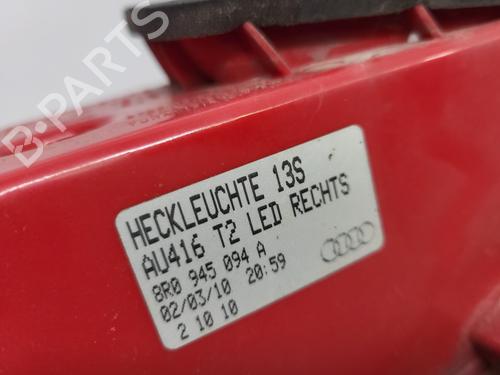 HECKLEUCHTE 13S
AU416 T2 LED RECHTS
8R0 945 094 A
02/03/10 20:59
2 10 10
B-PARTS